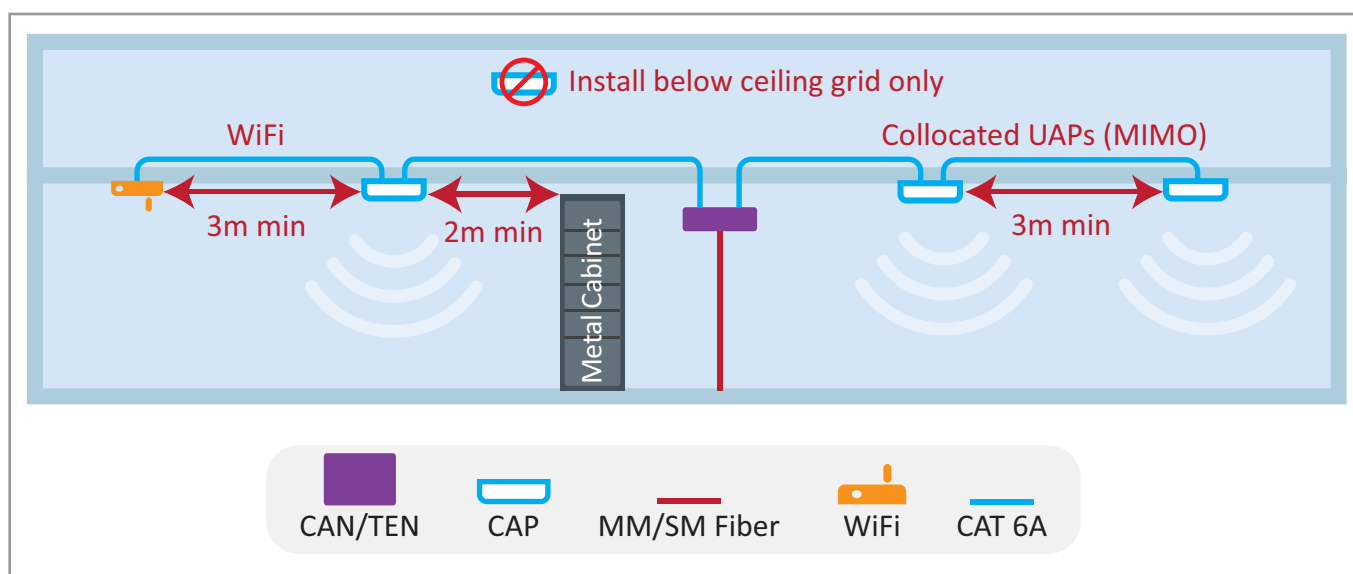 Install below ceiling grid only
WiFi
Collocated UAPs (MIMO)
3m min
2m min
3m min
Metal Cabinet
CAN/TEN
CAP
MM/SM Fiber
WiFi
CAT 6A